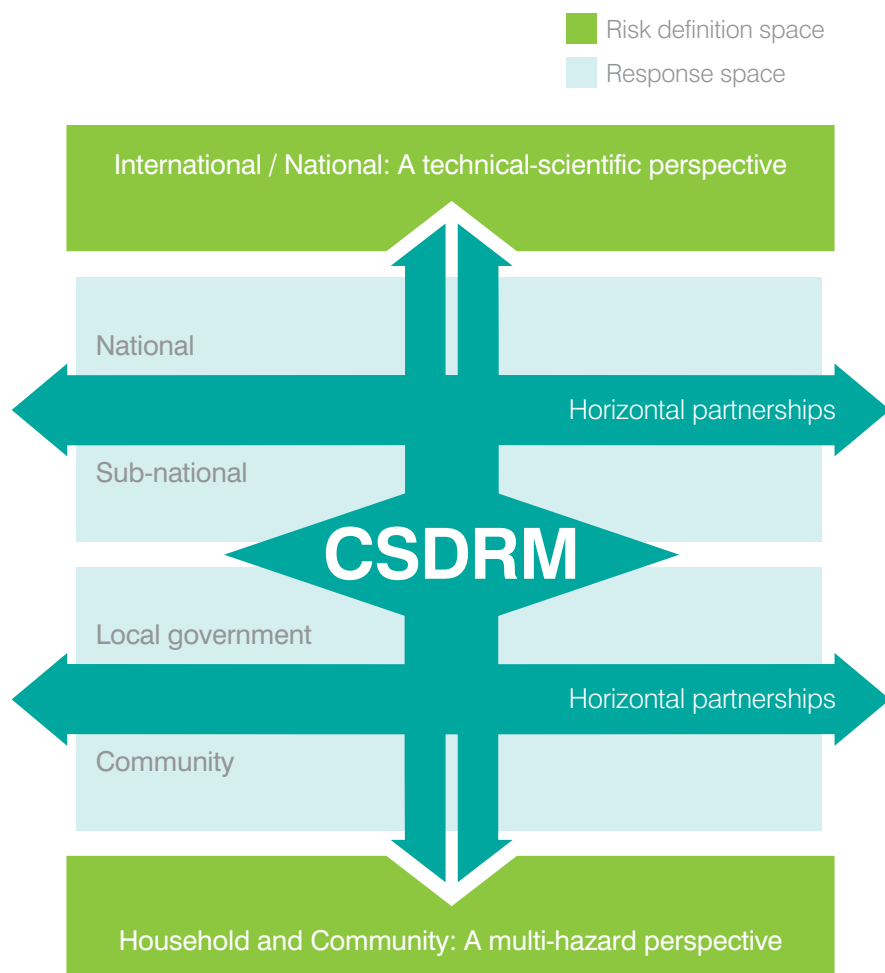 Risk definition space
Response space
International / National: A technical-scientific perspective
National
Horizontal partnerships
Sub-national
CSDRM
Local government
Horizontal partnerships
Community
Household and Community: A multi-hazard perspective